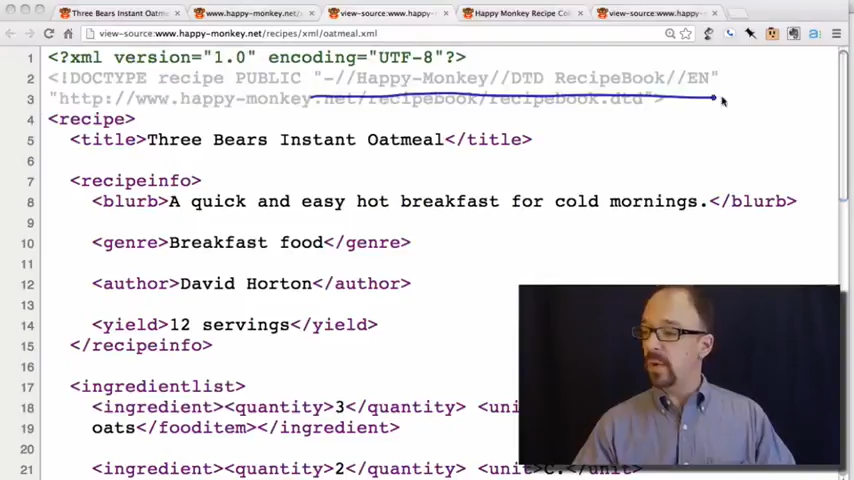 Three Bears Instant Oatme
www.happy-monkey.net/
view-source:www.happy-mon
Happy Monkey Recipe Col
view-source:www.happy-mon
view-source:www.happy-monkey.net/recipes/xml/oatmeal.xml
1 <?xml version="1.0" encoding="UTF-8"?>
2 <!DOCTYPE recipe PUBLIC "-//Happy-Monkey//DTD RecipeBook//EN"
3 "http://www.happy-monkey.net/recipebook/recipebook.dtd">
4 <recipe>
5 <title>Three Bears Instant Oatmeal</title>
6
7 <recipeinfo>
8 <blurb>A quick and easy hot breakfast for cold mornings.</blurb>
9
10 <genre>Breakfast food</genre>
11
12 <author>David Horton</author>
13
14 <yield>12 servings</yield>
15 </recipeinfo>
16
17 <ingredientlist>
18 <ingredient><quantity>3</quantity> <uni
19 oats</fooditem></ingredient>
20
21 <ingredient><quantity>2</quantity> <unit>C.</unit>